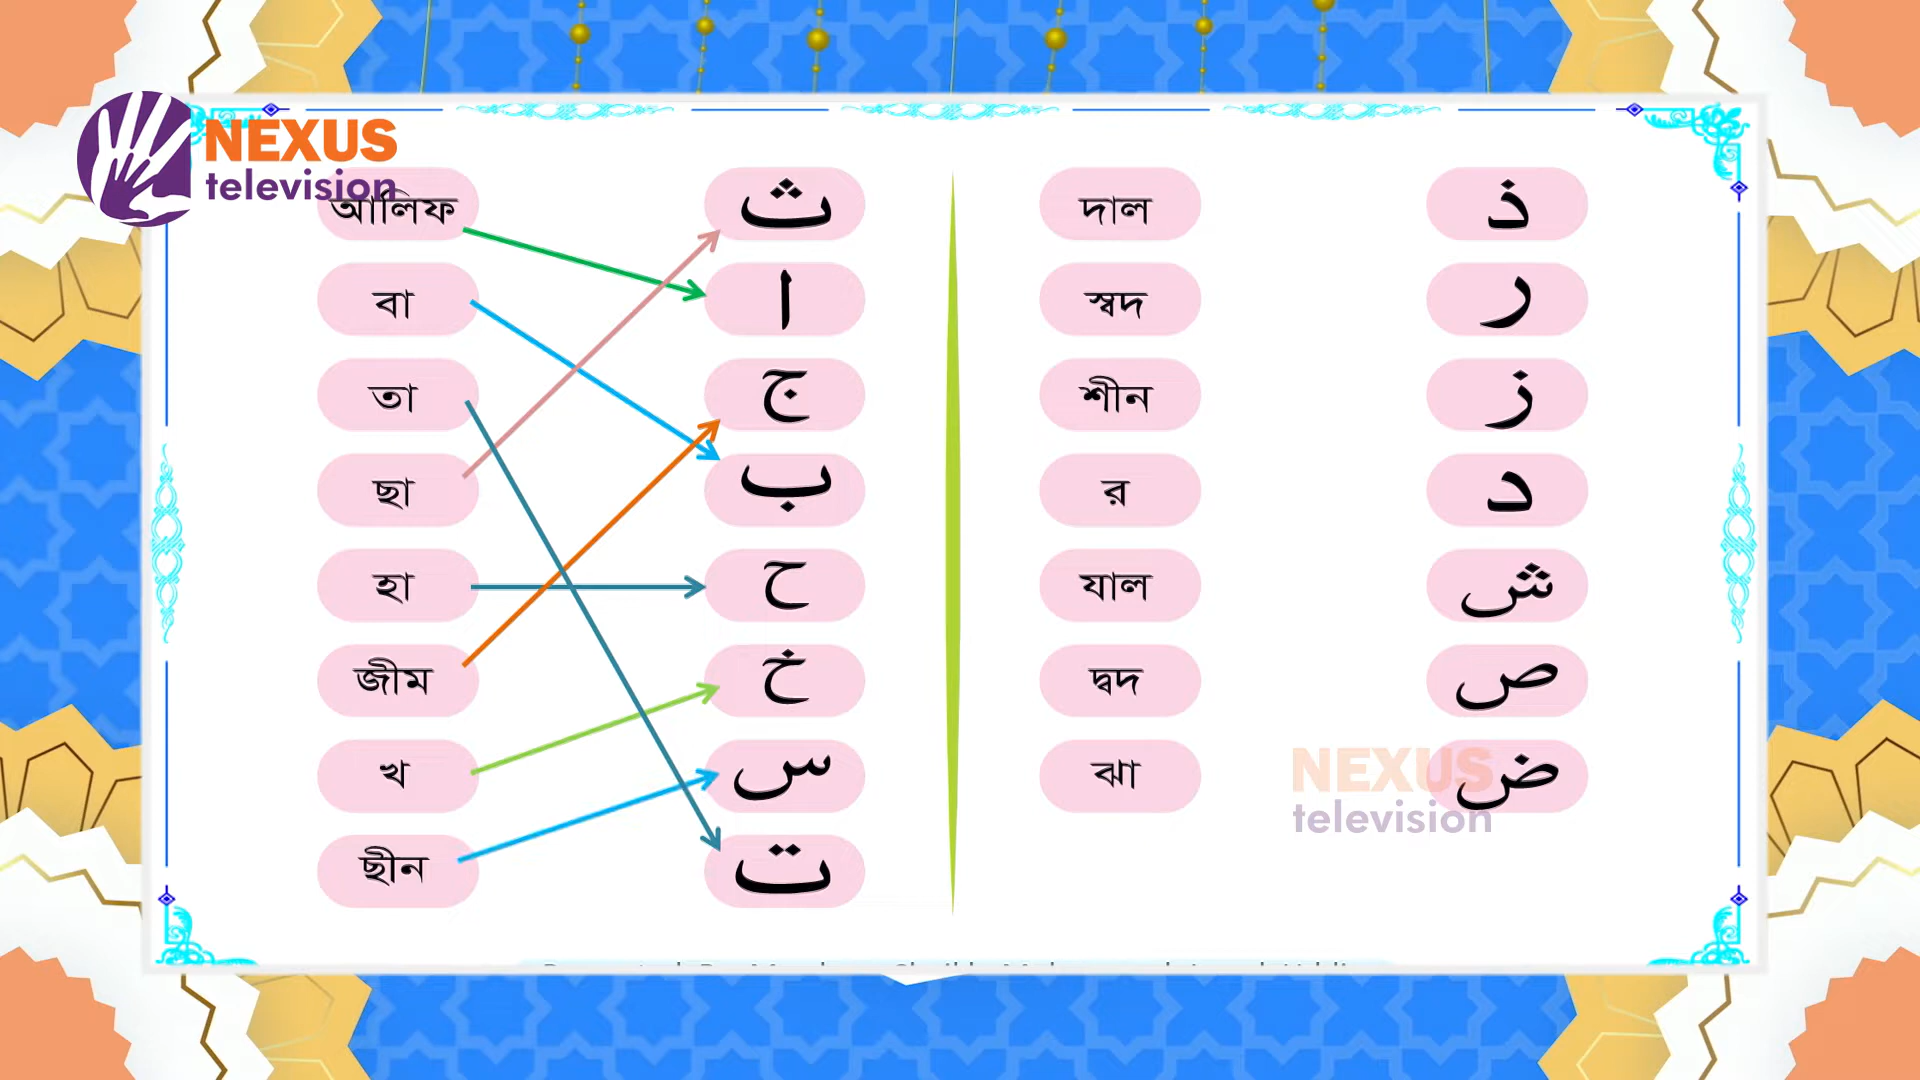 NEXUS
television
আলিফ ث দাল ذ
বা ا স্বদ ر
তা ج শীন ز
ছা ب র د
হা ح যাল ش
জীম خ দ্বদ ص
খ س ঝা ض
NEXUS
television
ছীন ت